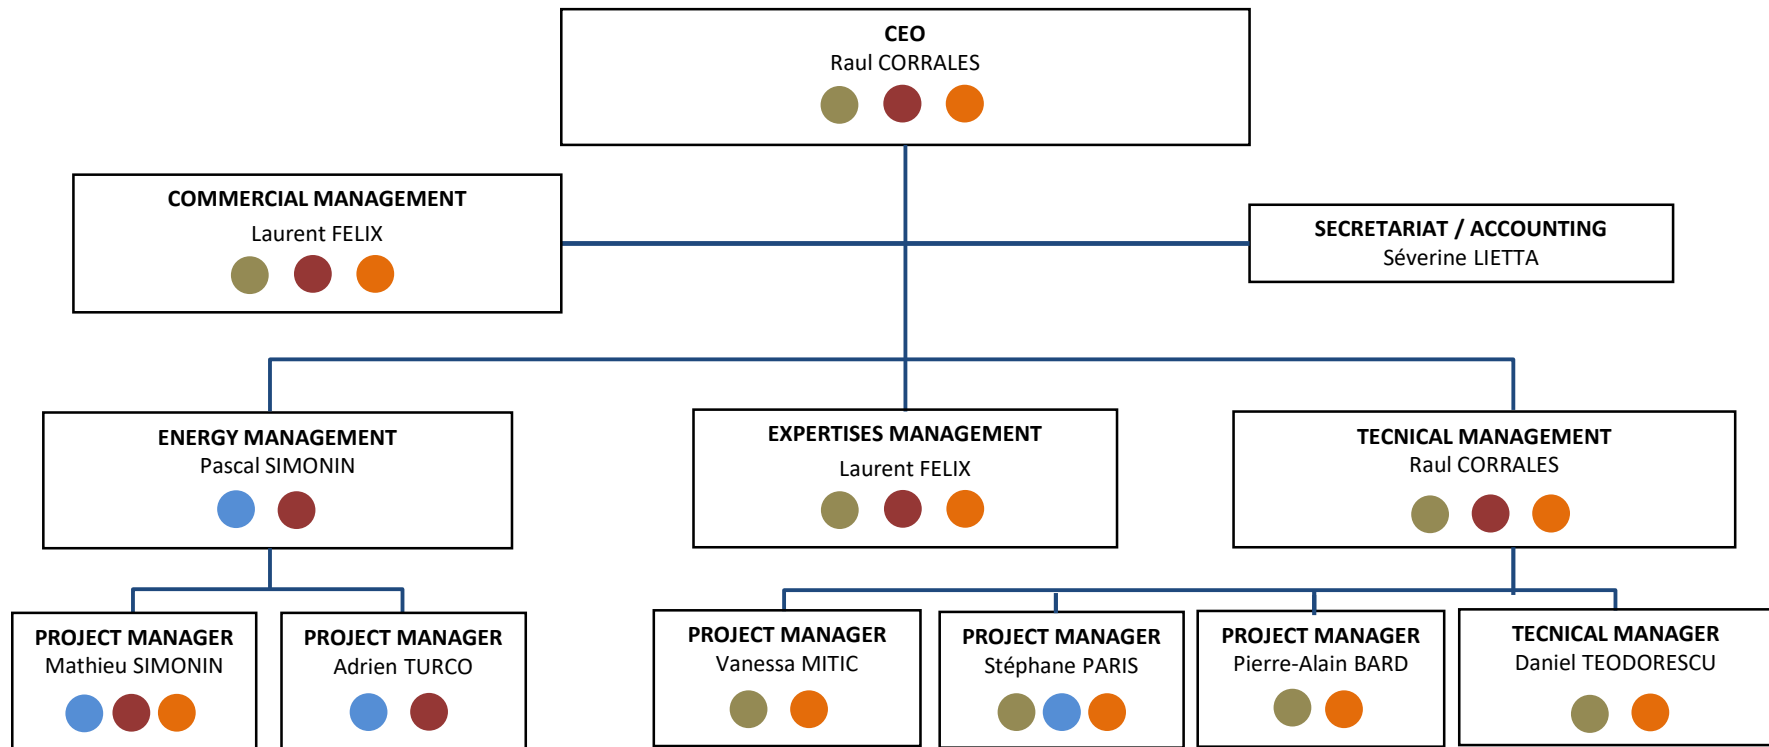 CEO
Raul CORRALES
COMMERCIAL MANAGEMENT
Laurent FELIX
SECRETARIAT / ACCOUNTING
Séverine LIETTA
ENERGY MANAGEMENT
Pascal SIMONIN
EXPERTISES MANAGEMENT
Laurent FELIX
TECNICAL MANAGEMENT
Raul CORRALES
PROJECT MANAGER
Mathieu SIMONIN
PROJECT MANAGER
Adrien TURCO
PROJECT MANAGER
Vanessa MITIC
PROJECT MANAGER
Stéphane PARIS
PROJECT MANAGER
Pierre-Alain BARD
TECNICAL MANAGER
Daniel TEODORESCU